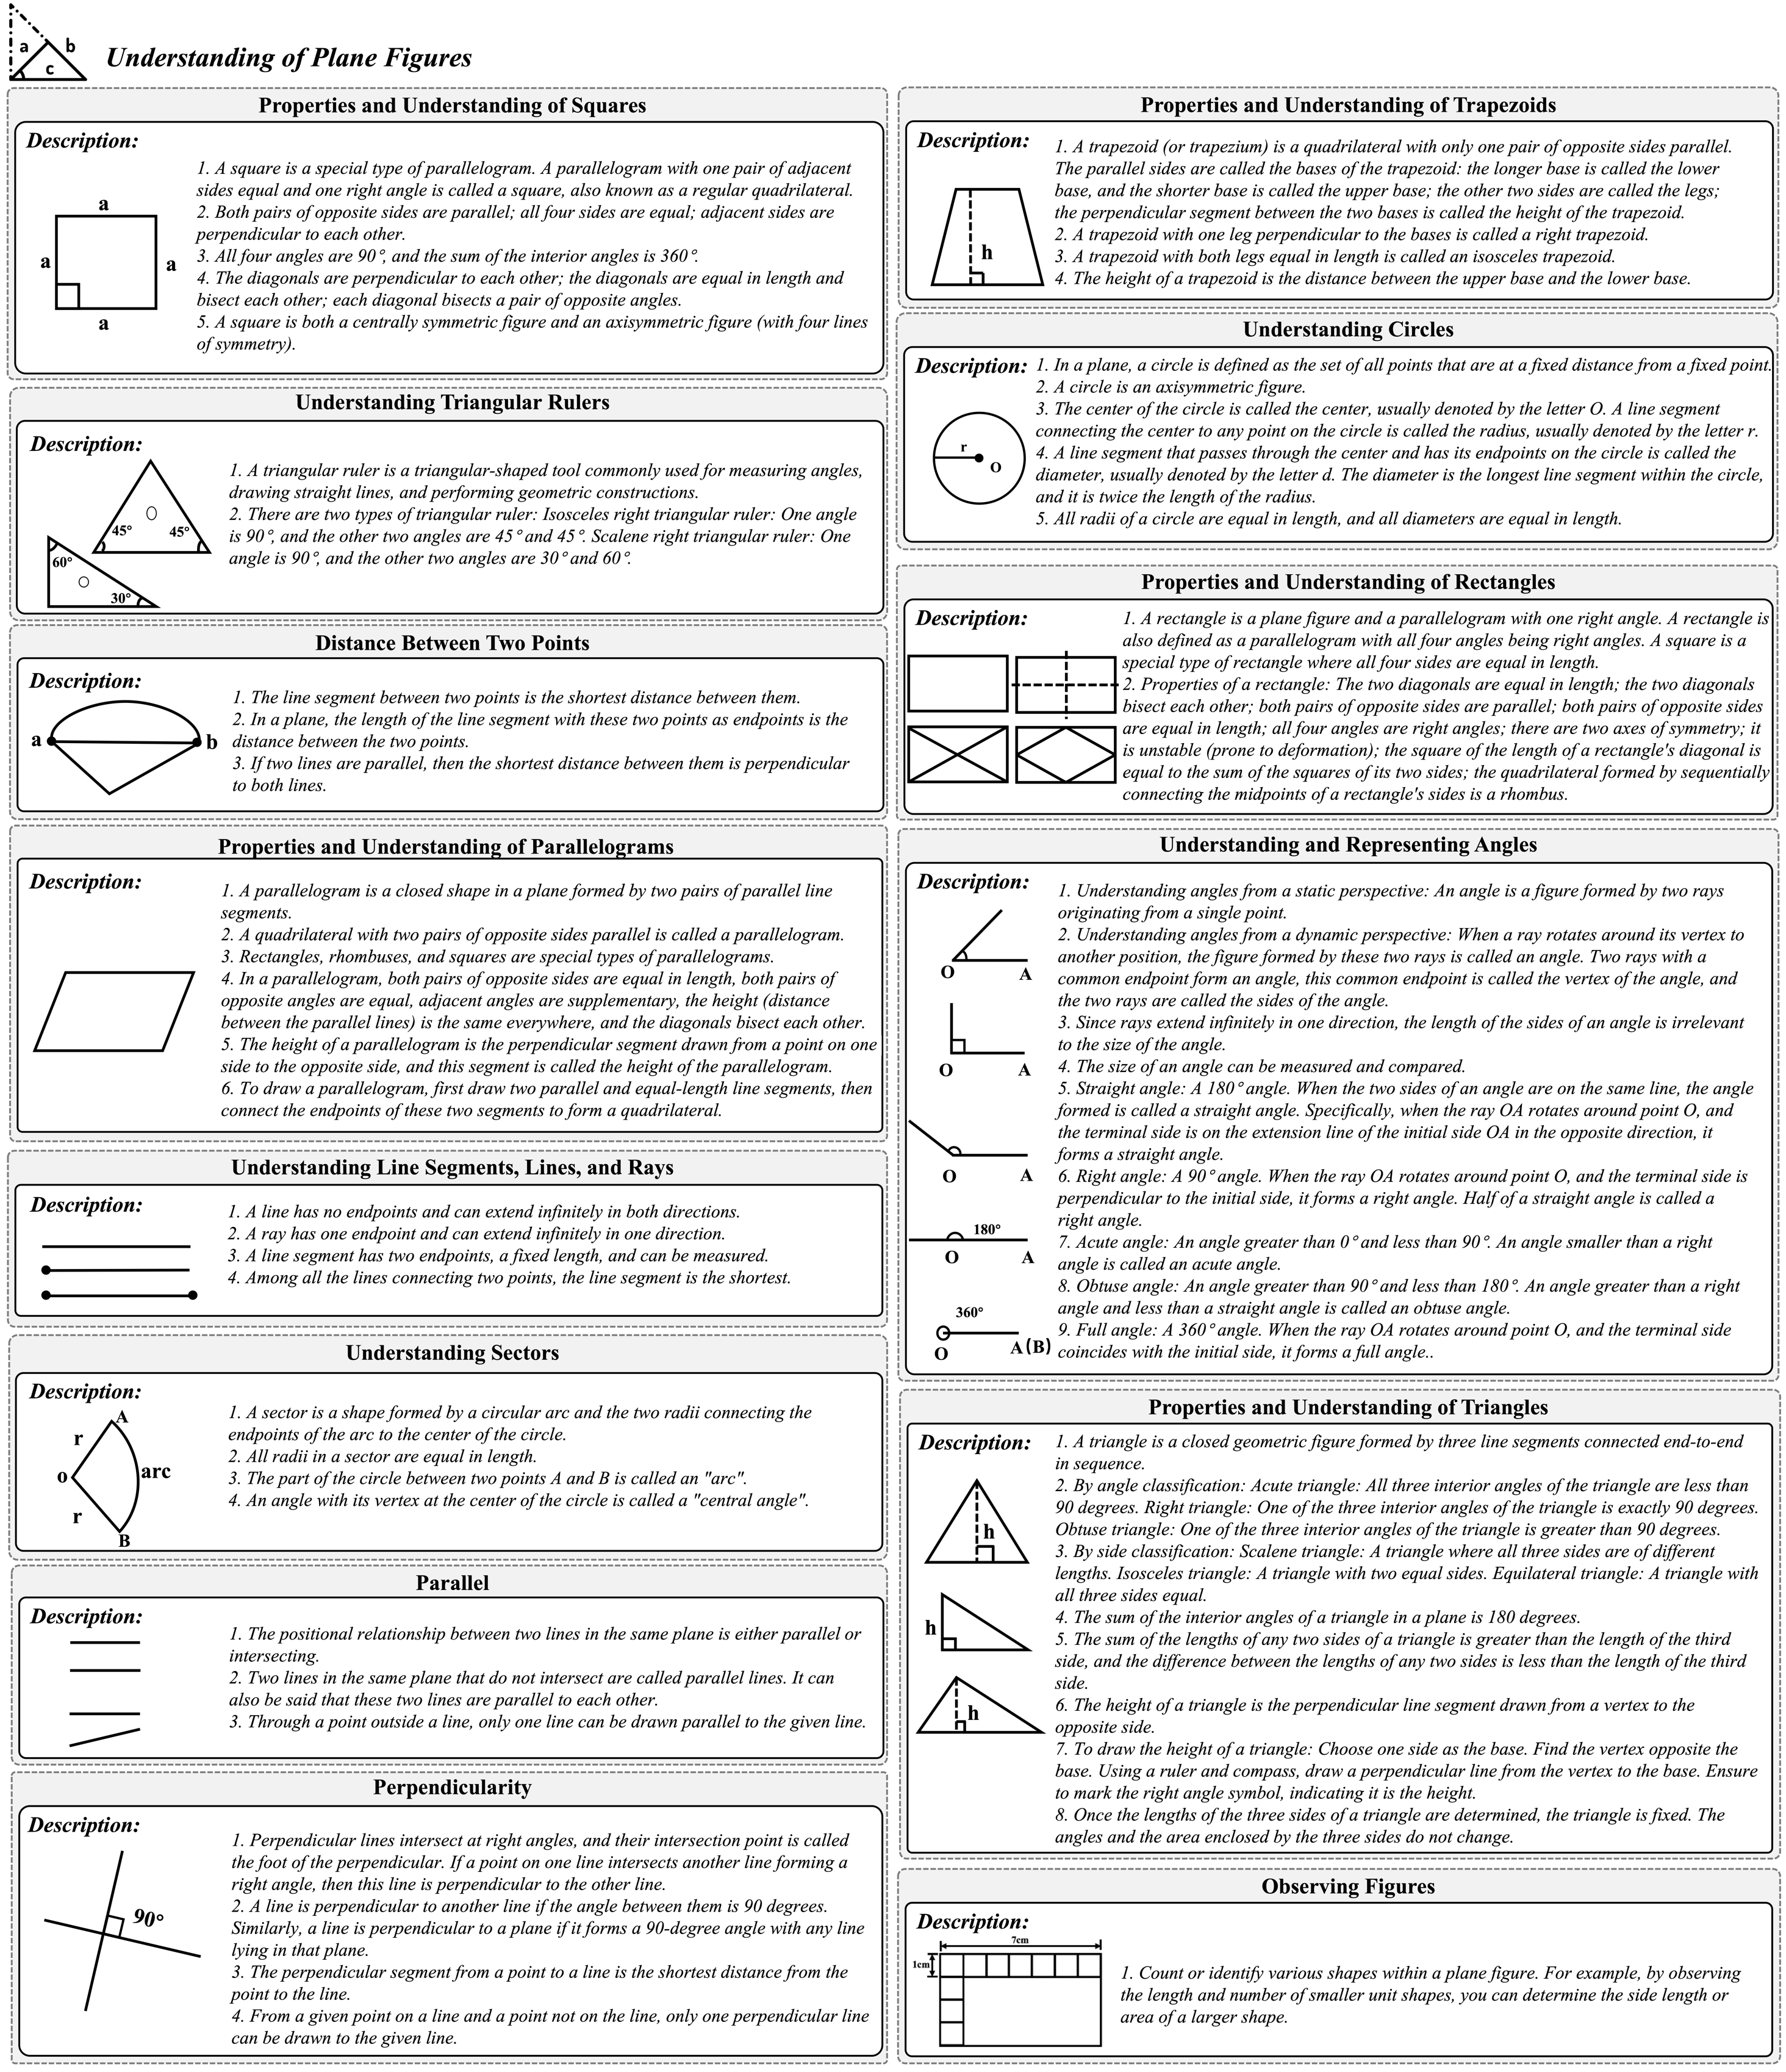 a b
c
Understanding of Plane Figures
Properties and Understanding of Squares
Description:
a
a
a
a
1. A square is a special type of parallelogram. A parallelogram with one pair of adjacent
sides equal and one right angle is called a square, also known as a regular quadrilateral.
2. Both pairs of opposite sides are parallel; all four sides are equal; adjacent sides are
perpendicular to each other.
3. All four angles are 90°, and the sum of the interior angles is 360°.
4. The diagonals are perpendicular to each other; the diagonals are equal in length and
bisect each other; each diagonal bisects a pair of opposite angles.
5. A square is both a centrally symmetric figure and an axisymmetric figure (with four lines
of symmetry).
Understanding Triangular Rulers
Description:
45° 45°
60°
30°
1. A triangular ruler is a triangular-shaped tool commonly used for measuring angles,
drawing straight lines, and performing geometric constructions.
2. There are two types of triangular ruler: Isosceles right triangular ruler: One angle
is 90°, and the other two angles are 45° and 45°. Scalene right triangular ruler: One
angle is 90°, and the other two angles are 30° and 60°.
Distance Between Two Points
Description:
a b
1. The line segment between two points is the shortest distance between them.
2. In a plane, the length of the line segment with these two points as endpoints is the
distance between the two points.
3. If two lines are parallel, then the shortest distance between them is perpendicular
to both lines.
Properties and Understanding of Parallelograms
Description:
1. A parallelogram is a closed shape in a plane formed by two pairs of parallel line
segments.
2. A quadrilateral with two pairs of opposite sides parallel is called a parallelogram.
3. Rectangles, rhombuses, and squares are special types of parallelograms.
4. In a parallelogram, both pairs of opposite sides are equal in length, both pairs of
opposite angles are equal, adjacent angles are supplementary, the height (distance
between the parallel lines) is the same everywhere, and the diagonals bisect each other.
5. The height of a parallelogram is the perpendicular segment drawn from a point on one
side to the opposite side, and this segment is called the height of the parallelogram.
6. To draw a parallelogram, first draw two parallel and equal-length line segments, then
connect the endpoints of these two segments to form a quadrilateral.
Understanding Line Segments, Lines, and Rays
Description:
1. A line has no endpoints and can extend infinitely in both directions.
2. A ray has one endpoint and can extend infinitely in one direction.
3. A line segment has two endpoints, a fixed length, and can be measured.
4. Among all the lines connecting two points, the line segment is the shortest.
Understanding Sectors
Description:
A
r
o arc
r
B
1. A sector is a shape formed by a circular arc and the two radii connecting the
endpoints of the arc to the center of the circle.
2. All radii in a sector are equal in length.
3. The part of the circle between two points A and B is called an "arc".
4. An angle with its vertex at the center of the circle is called a "central angle".
Parallel
Description:
1. The positional relationship between two lines in the same plane is either parallel or
intersecting.
2. Two lines in the same plane that do not intersect are called parallel lines. It can
also be said that these two lines are parallel to each other.
3. Through a point outside a line, only one line can be drawn parallel to the given line.
Perpendicularity
Description:
90°
1. Perpendicular lines intersect at right angles, and their intersection point is called
the foot of the perpendicular. If a point on one line intersects another line forming a
right angle, then this line is perpendicular to the other line.
2. A line is perpendicular to another line if the angle between them is 90 degrees.
Similarly, a line is perpendicular to a plane if it forms a 90-degree angle with any line
lying in that plane.
3. The perpendicular segment from a point to a line is the shortest distance from the
point to the line.
4. From a given point on a line and a point not on the line, only one perpendicular line
can be drawn to the given line.
Properties and Understanding of Trapezoids
Description:
h
1. A trapezoid (or trapezium) is a quadrilateral with only one pair of opposite sides parallel.
The parallel sides are called the bases of the trapezoid: the longer base is called the lower
base, and the shorter base is called the upper base; the other two sides are called the legs;
the perpendicular segment between the two bases is called the height of the trapezoid.
2. A trapezoid with one leg perpendicular to the bases is called a right trapezoid.
3. A trapezoid with both legs equal in length is called an isosceles trapezoid.
4. The height of a trapezoid is the distance between the upper base and the lower base.
Understanding Circles
Description:
r
O
1. In a plane, a circle is defined as the set of all points that are at a fixed distance from a fixed point.
2. A circle is an axisymmetric figure.
3. The center of the circle is called the center, usually denoted by the letter O. A line segment
connecting the center to any point on the circle is called the radius, usually denoted by the letter r.
4. A line segment that passes through the center and has its endpoints on the circle is called the
diameter, usually denoted by the letter d. The diameter is the longest line segment within the circle,
and it is twice the length of the radius.
5. All radii of a circle are equal in length, and all diameters are equal in length.
Properties and Understanding of Rectangles
Description:
1. A rectangle is a plane figure and a parallelogram with one right angle. A rectangle is
also defined as a parallelogram with all four angles being right angles. A square is a
special type of rectangle where all four sides are equal in length.
2. Properties of a rectangle: The two diagonals are equal in length; the two diagonals
bisect each other; both pairs of opposite sides are parallel; both pairs of opposite sides
are equal in length; all four angles are right angles; there are two axes of symmetry; it
is unstable (prone to deformation); the square of the length of a rectangle's diagonal is
equal to the sum of the squares of its two sides; the quadrilateral formed by sequentially
connecting the midpoints of a rectangle's sides is a rhombus.
Understanding and Representing Angles
Description:
O A
O A
O A
180°
O A
360°
O A (B)
1. Understanding angles from a static perspective: An angle is a figure formed by two rays
originating from a single point.
2. Understanding angles from a dynamic perspective: When a ray rotates around its vertex to
another position, the figure formed by these two rays is called an angle. Two rays with a
common endpoint form an angle, this common endpoint is called the vertex of the angle, and
the two rays are called the sides of the angle.
3. Since rays extend infinitely in one direction, the length of the sides of an angle is irrelevant
to the size of the angle.
4. The size of an angle can be measured and compared.
5. Straight angle: A 180° angle. When the two sides of an angle are on the same line, the angle
formed is called a straight angle. Specifically, when the ray OA rotates around point O, and
the terminal side is on the extension line of the initial side OA in the opposite direction, it
forms a straight angle.
6. Right angle: A 90° angle. When the ray OA rotates around point O, and the terminal side is
perpendicular to the initial side, it forms a right angle. Half of a straight angle is called a
right angle.
7. Acute angle: An angle greater than 0° and less than 90°. An angle smaller than a right
angle is called an acute angle.
8. Obtuse angle: An angle greater than 90° and less than 180°. An angle greater than a right
angle and less than a straight angle is called an obtuse angle.
9. Full angle: A 360° angle. When the ray OA rotates around point O, and the terminal side
coincides with the initial side, it forms a full angle..
Properties and Understanding of Triangles
Description:
h
h
h
1. A triangle is a closed geometric figure formed by three line segments connected end-to-end
in sequence.
2. By angle classification: Acute triangle: All three interior angles of the triangle are less than
90 degrees. Right triangle: One of the three interior angles of the triangle is exactly 90 degrees.
Obtuse triangle: One of the three interior angles of the triangle is greater than 90 degrees.
3. By side classification: Scalene triangle: A triangle where all three sides are of different
lengths. Isosceles triangle: A triangle with two equal sides. Equilateral triangle: A triangle with
all three sides equal.
4. The sum of the interior angles of a triangle in a plane is 180 degrees.
5. The sum of the lengths of any two sides of a triangle is greater than the length of the third
side, and the difference between the lengths of any two sides is less than the length of the third
side.
6. The height of a triangle is the perpendicular line segment drawn from a vertex to the
opposite side.
7. To draw the height of a triangle: Choose one side as the base. Find the vertex opposite the
base. Using a ruler and compass, draw a perpendicular line from the vertex to the base. Ensure
to mark the right angle symbol, indicating it is the height.
8. Once the lengths of the three sides of a triangle are determined, the triangle is fixed. The
angles and the area enclosed by the three sides do not change.
Observing Figures
Description:
7cm
1cm
1. Count or identify various shapes within a plane figure. For example, by observing
the length and number of smaller unit shapes, you can determine the side length or
area of a larger shape.